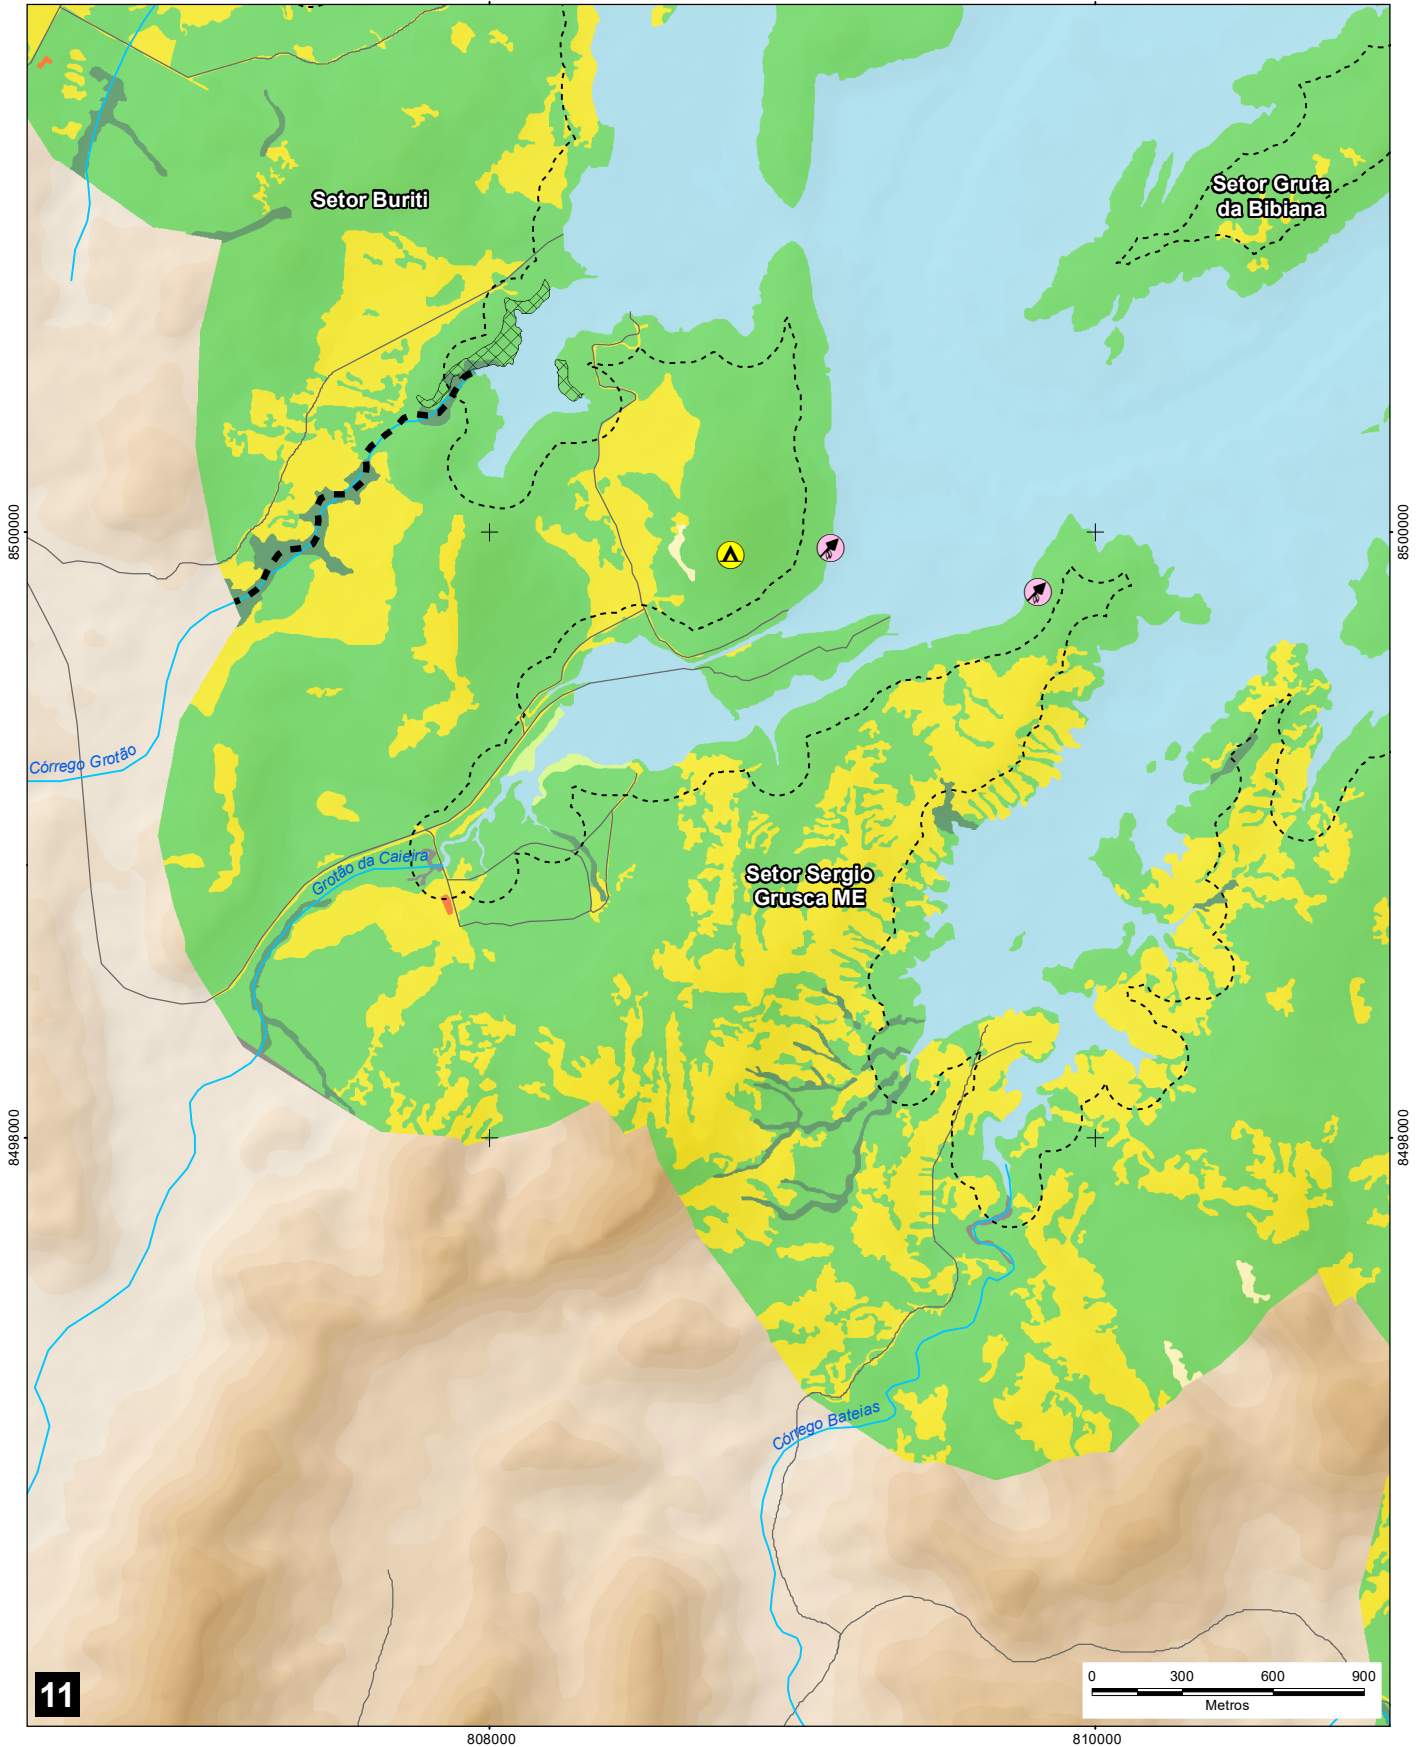 Setor Buriti
Setor Gruta
da Bibiana
8500000
8500000
Córrego Grotão
Grotão da Caieira
Setor Sergio
Grusca ME
8498000
8498000
Córrego Bateias
11
0 300 600 900
Metros
808000
810000